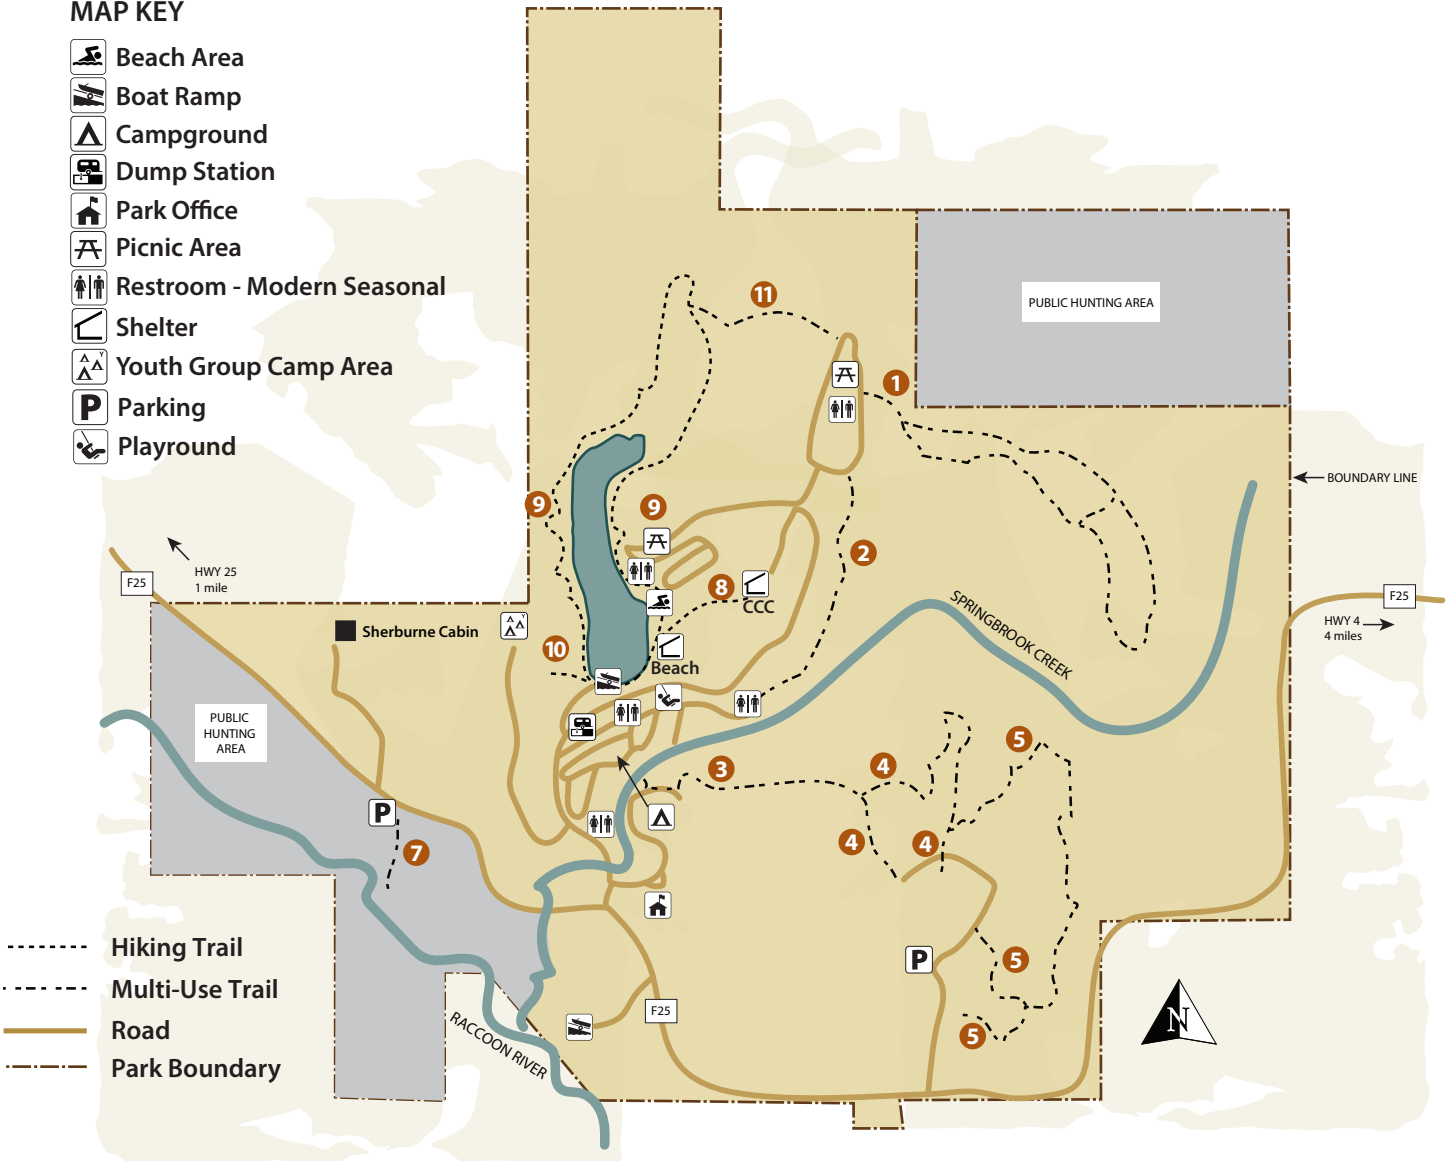 MAP KEY
Beach Area
Boat Ramp
Campground
Dump Station
Park Office
Picnic Area
Restroom - Modern Seasonal
Shelter
Youth Group Camp Area
P Parking
Playround
11
PUBLIC HUNTING AREA
1
BOUNDARY LINE
9
9
2
HWY 25
1 mile
F25
8
CCC
SPRINGBROOK CREEK
F25
HWY 4
4 miles
Sherburne Cabin
10
Beach
PUBLIC
HUNTING
AREA
3
4
5
P
7
4
4
Hiking Trail
Multi-Use Trail
Road
Park Boundary
P
5
F25
RACCOON RIVER
5
N